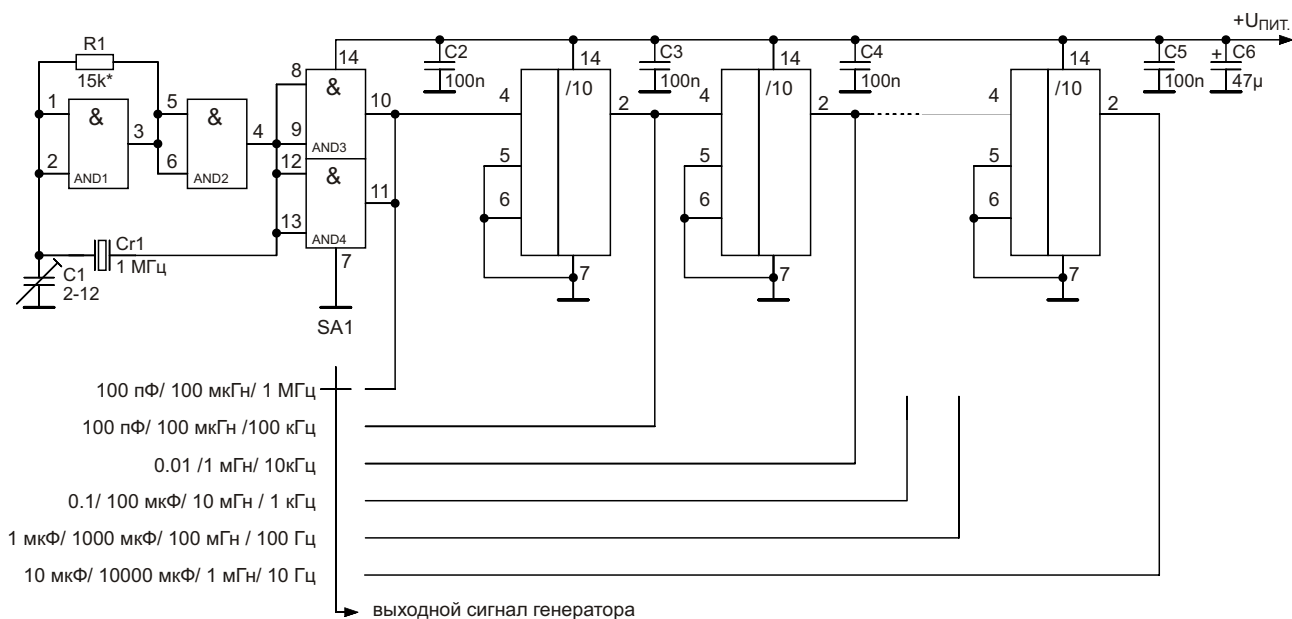 +UПИТ.
R1
15k*
1
2
&
3
AND1
5
6
&
4
AND2
8
9
14
&
10
AND3
12
13
&
11
AND4
7
SA1
Cr1
1 МГц
C1
2-12
C2
100n
14
/10
4
5
6
2
7
C3
100n
14
/10
4
5
6
2
7
C4
100n
14
/10
4
5
6
2
7
C5
100n
+
C6
47µ
100 пФ/ 100 мкГн/ 1 МГц
100 пФ/ 100 мкГн /100 кГц
0.01 /1 мГн/ 10кГц
0.1/ 100 мкФ/ 10 мГн / 1 кГц
1 мкФ/ 1000 мкФ/ 100 мГн / 100 Гц
10 мкФ/ 10000 мкФ/ 1 мГн/ 10 Гц
выходной сигнал генератора